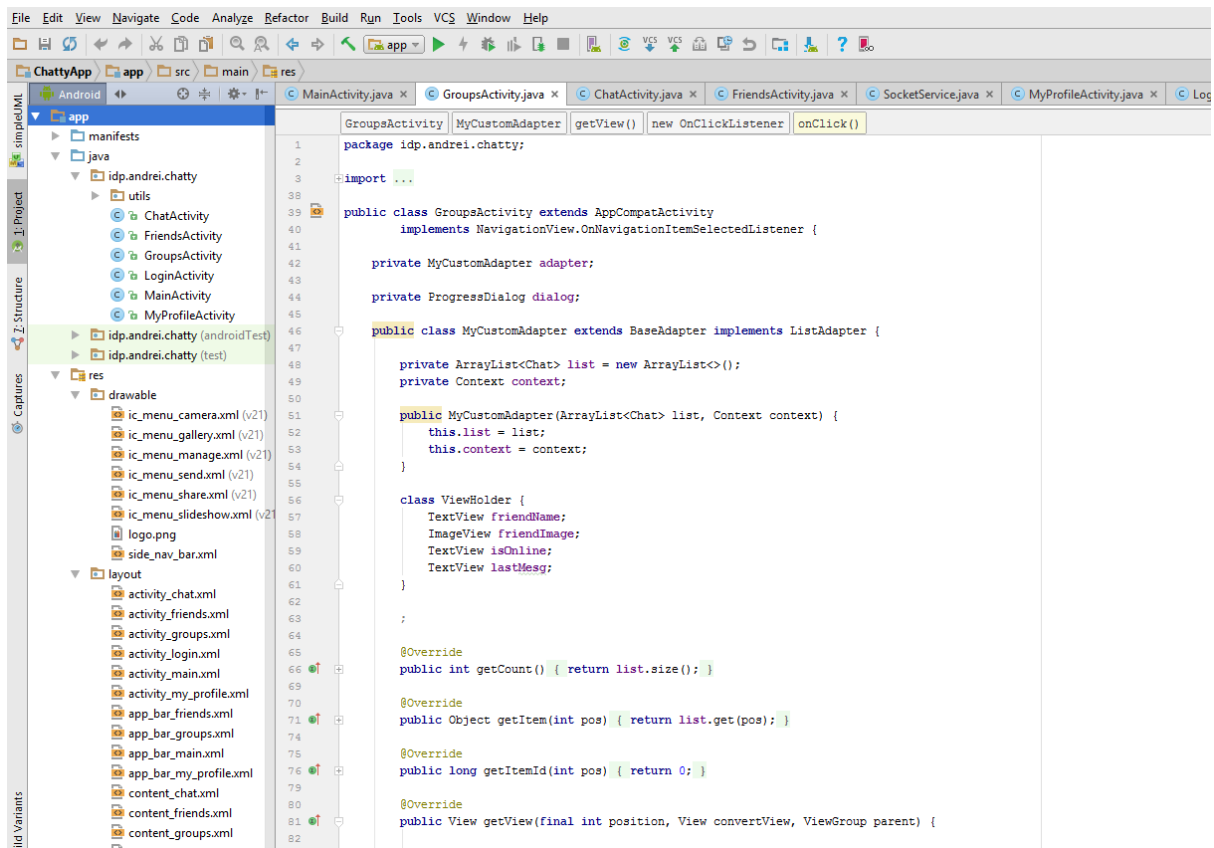 File Edit View Navigate Code Analyze Refactor Build Run Tools VCS Window Help
app
VCS VCS
ChattyApp app src main res
Android
MainActivity.java × GroupsActivity.java × ChatActivity.java × FriendsActivity.java × SocketService.java × MyProfileActivity.java × Log
GroupsActivity MyCustomAdapter getView() new OnClickListener onClick()
simpleUML
1: Project
Z: Structure
Captures
ild Variants
app
manifests
java
idp.andrei.chatty
utils
ChatActivity
FriendsActivity
GroupsActivity
LoginActivity
MainActivity
MyProfileActivity
idp.andrei.chatty (androidTest)
idp.andrei.chatty (test)
res
drawable
ic_menu_camera.xml (v21)
ic_menu_gallery.xml (v21)
ic_menu_manage.xml (v21)
ic_menu_send.xml (v21)
ic_menu_share.xml (v21)
ic_menu_slideshow.xml (v21
logo.png
side_nav_bar.xml
layout
activity_chat.xml
activity_friends.xml
activity_groups.xml
activity_login.xml
activity_main.xml
activity_my_profile.xml
app_bar_friends.xml
app_bar_groups.xml
app_bar_main.xml
app_bar_my_profile.xml
content_chat.xml
content_friends.xml
content_groups.xml
1 package idp.andrei.chatty;
2
3 import ...
38
39 public class GroupsActivity extends AppCompatActivity
40 implements NavigationView.OnNavigationItemSelectedListener {
41
42 private MyCustomAdapter adapter;
43
44 private ProgressDialog dialog;
45
46 public class MyCustomAdapter extends BaseAdapter implements ListAdapter {
47
48 private ArrayList<Chat> list = new ArrayList<>();
49 private Context context;
50
51 public MyCustomAdapter(ArrayList<Chat> list, Context context) {
52 this.list = list;
53 this.context = context;
54 }
55
56 class ViewHolder {
57 TextView friendName;
58 ImageView friendImage;
59 TextView isOnline;
60 TextView lastMesg;
61 }
62
63 ;
64
65 @Override
66 public int getCount() { return list.size(); }
69
70 @Override
71 public Object getItem(int pos) { return list.get(pos); }
74
75 @Override
76 public long getItemId(int pos) { return 0; }
79
80 @Override
81 public View getView(final int position, View convertView, ViewGroup parent) {
82